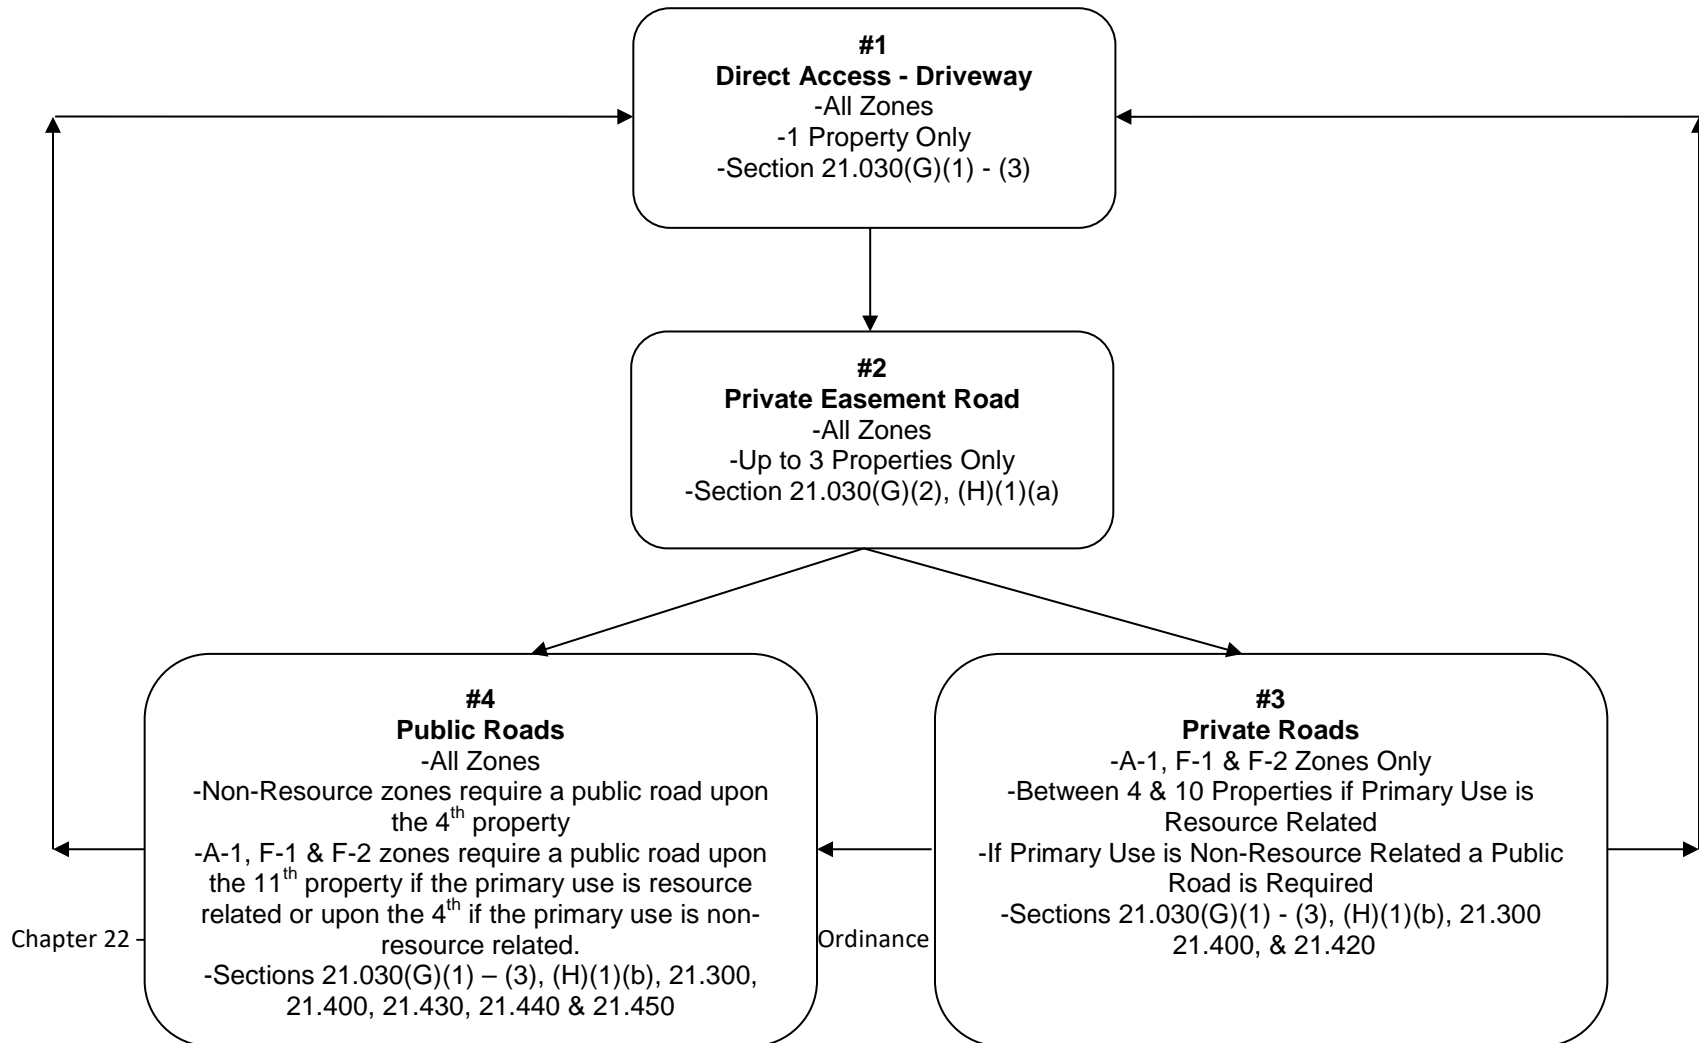 #1
Direct Access - Driveway
-All Zones
-1 Property Only
-Section 21.030(G)(1) - (3)
#2
Private Easement Road
-All Zones
-Up to 3 Properties Only
-Section 21.030(G)(2), (H)(1)(a)
#4
Public Roads
-All Zones
-Non-Resource zones require a public road upon
the 4th property
-A-1, F-1 & F-2 zones require a public road upon
the 11th property if the primary use is resource
related or upon the 4th if the primary use is non-
resource related.
-Sections 21.030(G)(1) – (3), (H)(1)(b), 21.300,
21.400, 21.430, 21.440 & 21.450
#3
Private Roads
-A-1, F-1 & F-2 Zones Only
-Between 4 & 10 Properties if Primary Use is
Resource Related
-If Primary Use is Non-Resource Related a Public
Road is Required
-Sections 21.030(G)(1) - (3), (H)(1)(b), 21.300
21.400, & 21.420
Chapter 22 -
Ordinance